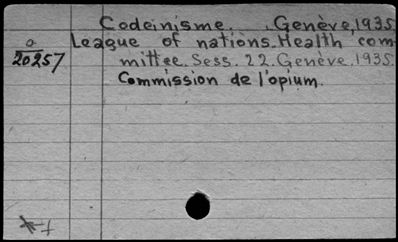 Codeinisme. Genève, 1935.
a League of nations. Health com-
20257 mittee. Sess. 22. Genève. 1935.
Commission de l'opium.